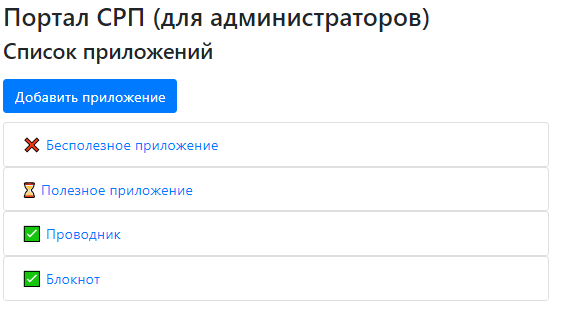 Портал СРП (для администраторов)
Список приложений
Добавить приложение
❌ Бесполезное приложение
⏳ Полезное приложение
✅ Проводник
✅ Блокнот